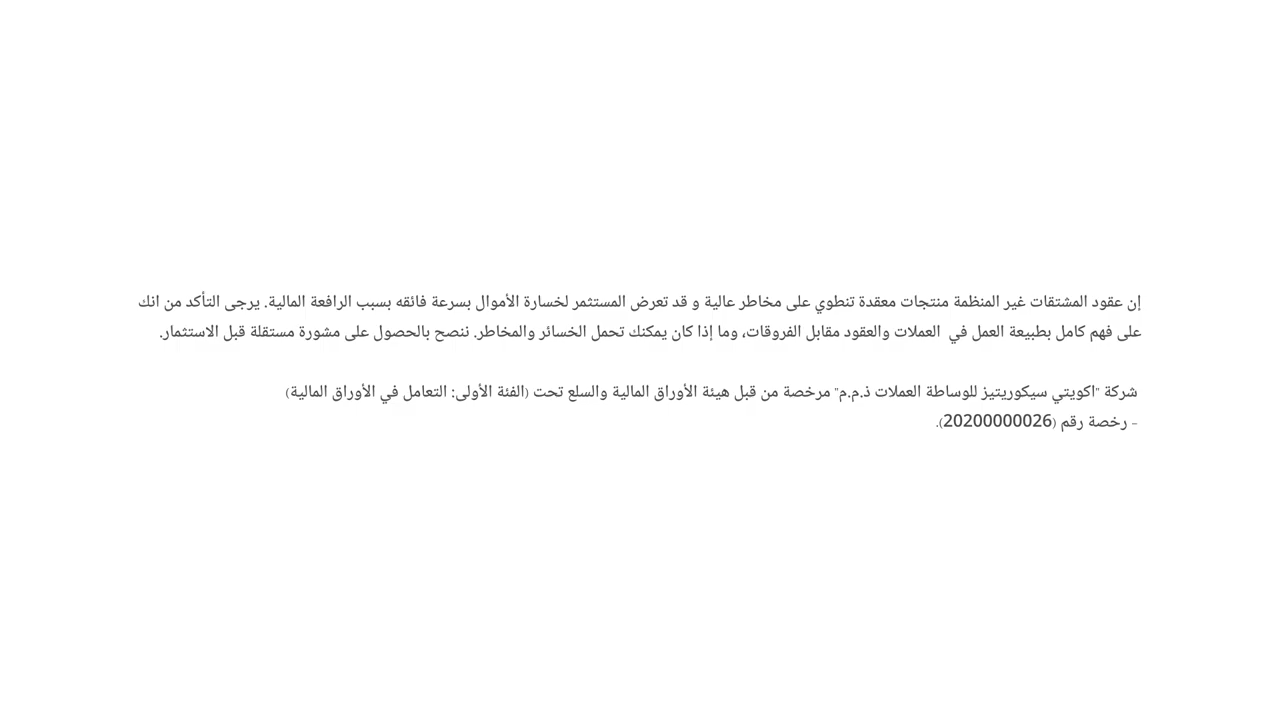 إن عقود المشتقات غير المنظمة منتجات معقدة تنطوي على مخاطر عالية و قد تعرض المستثمر لخسارة الأموال بسرعة فائقه بسبب الرافعة المالية. يرجى التأكد من انك
على فهم كامل بطبيعة العمل في العملات والعقود مقابل الفروقات، وما إذا كان يمكنك تحمل الخسائر والمخاطر. ننصح بالحصول على مشورة مستقلة قبل الاستثمار.
شركة "اكويتي سيكوريتيز للوساطة العملات ذ.م.م" مرخصة من قبل هيئة الأوراق المالية والسلع تحت (الفئة الأولى: التعامل في الأوراق المالية)
- رخصة رقم (20200000026).